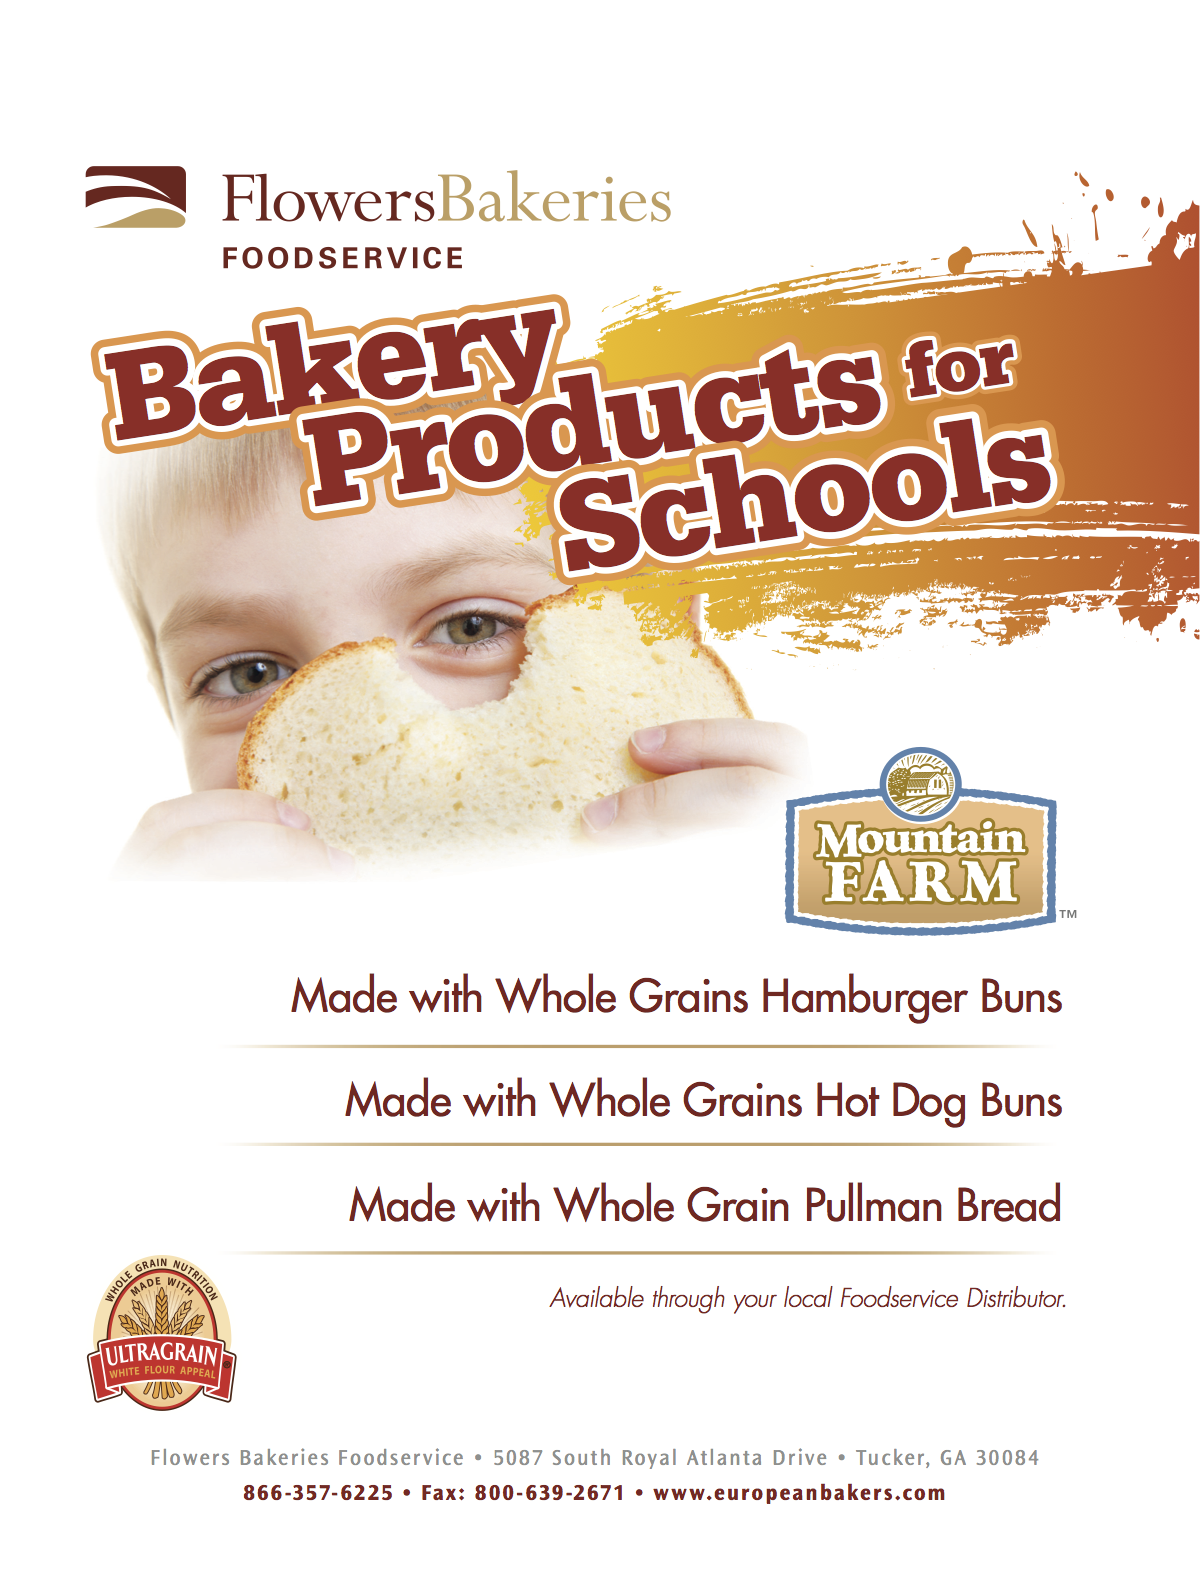 FlowersBakeries
FOODSERVICE
Bakery
Products for
Schools
Mountain
FARM™
Made with Whole Grains Hamburger Buns
Made with Whole Grains Hot Dog Buns
Made with Whole Grain Pullman Bread
Available through your local Foodservice Distributor.
WHOLE GRAIN NUTRITION
MADE WITH
ULTRAGRAIN®
WHITE FLOUR APPEAL
Flowers Bakeries Foodservice • 5087 South Royal Atlanta Drive • Tucker, GA 30084
866-357-6225 • Fax: 800-639-2671 • www.europeanbakers.com